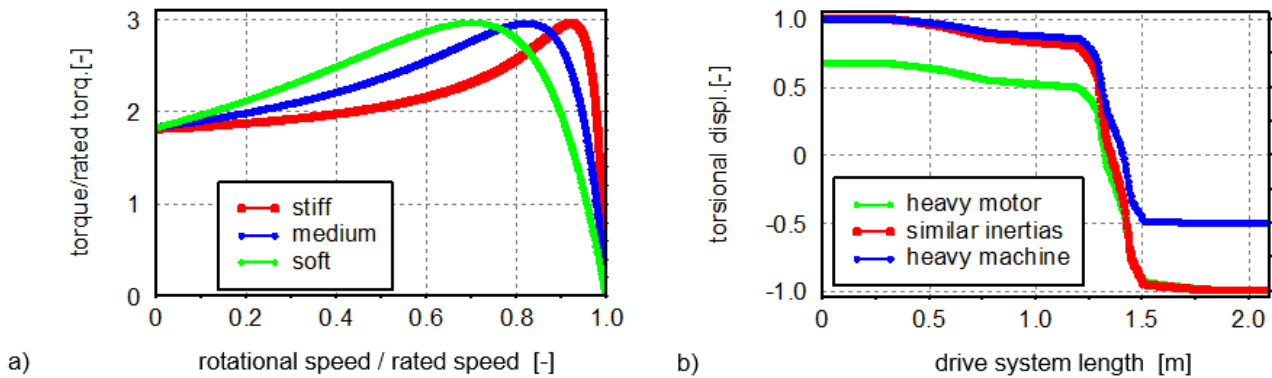 torque/rated torq.[-]
3
2
3
0
stiff
medium
soft
0 0.2 0.4 0.6 0.8 1.0
a) rotational speed / rated speed [-]
torsional displ.[-]
1.0
0.5
0
-0.5
-1.0
heavy motor
similar inertias
heavy machine
0 0.5 1.0 1.5 2.0
b) drive system length [m]